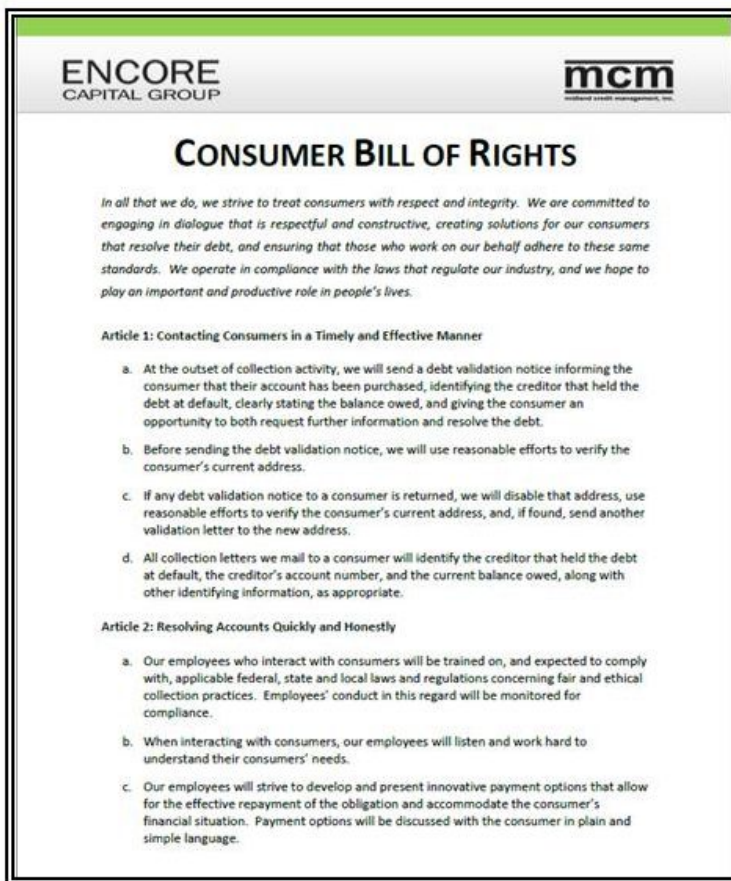 ENCORE
CAPITAL GROUP
mcm
midland credit management, inc.
CONSUMER BILL OF RIGHTS
In all that we do, we strive to treat consumers with respect and integrity. We are committed to
engaging in dialogue that is respectful and constructive, creating solutions for our consumers
that resolve their debt, and ensuring that those who work on our behalf adhere to these same
standards. We operate in compliance with the laws that regulate our industry, and we hope to
play an important and productive role in people's lives.
Article 1: Contacting Consumers in a Timely and Effective Manner
a. At the outset of collection activity, we will send a debt validation notice informing the
consumer that their account has been purchased, identifying the creditor that held the
debt at default, clearly stating the balance owed, and giving the consumer an
opportunity to both request further information and resolve the debt.
b. Before sending the debt validation notice, we will use reasonable efforts to verify the
consumer's current address.
c. If any debt validation notice to a consumer is returned, we will disable that address, use
reasonable efforts to verify the consumer's current address, and, if found, send another
validation letter to the new address.
d. All collection letters we mail to a consumer will identify the creditor that held the debt
at default, the creditor's account number, and the current balance owed, along with
other identifying information, as appropriate.
Article 2: Resolving Accounts Quickly and Honestly
a. Our employees who interact with consumers will be trained on, and expected to comply
with, applicable federal, state and local laws and regulations concerning fair and ethical
collection practices. Employees' conduct in this regard will be monitored for
compliance.
b. When interacting with consumers, our employees will listen and work hard to
understand their consumers' needs.
c. Our employees will strive to develop and present innovative payment options that allow
for the effective repayment of the obligation and accommodate the consumer's
financial situation. Payment options will be discussed with the consumer in plain and
simple language.